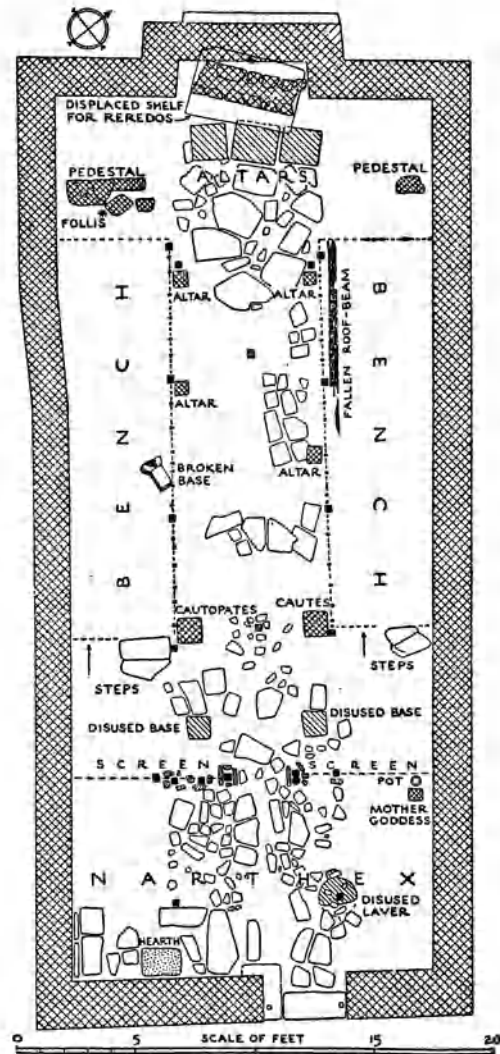 DISPLACED SHELF
FOR REREDOS
ALTARS
PEDESTAL
PEDESTAL
FOLLIS
ALTAR
ALTAR
BENCH
BENCH
FALLEN ROOF-BEAM
ALTAR
BROKEN
BASE
ALTAR
CAUTOPATES
CAUTES
STEPS
STEPS
DISUSED BASE
DISUSED BASE
SCREEN
SCREEN
POT
MOTHER
GODDESS
NARTHEX
DISUSED
LAVER
HEARTH
0 5 SCALE OF FEET 15 20